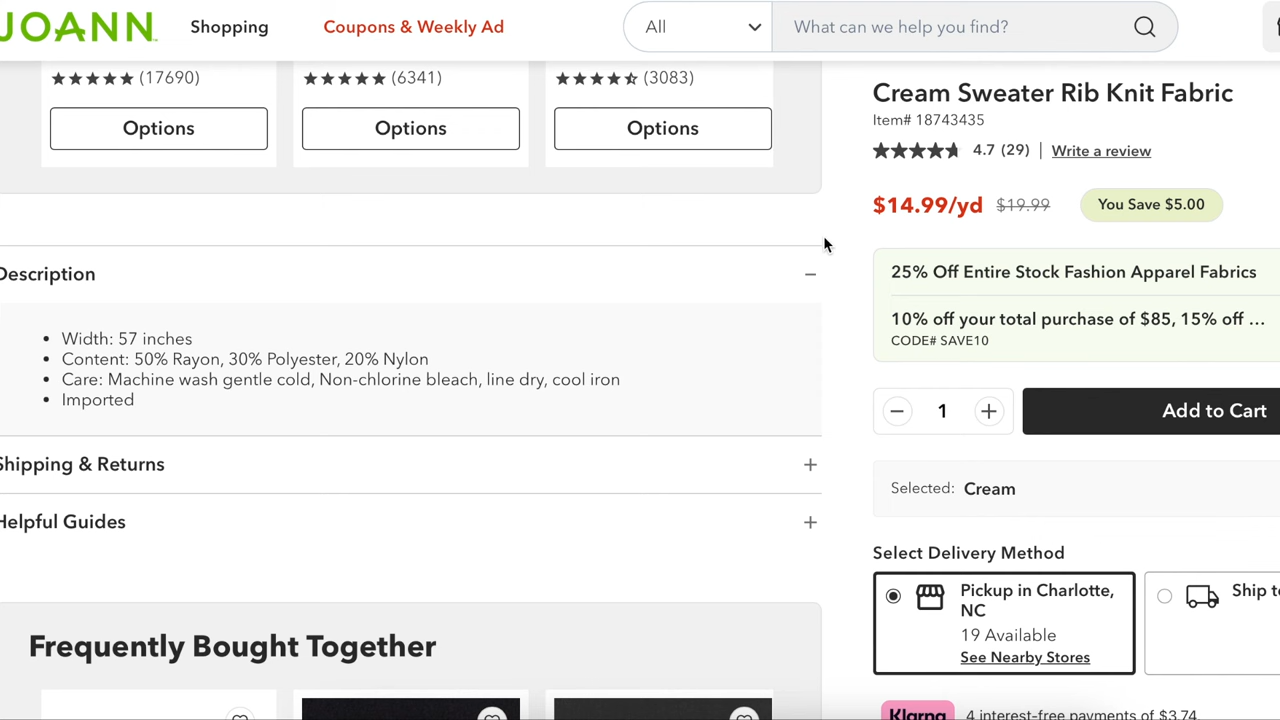 JOANN
Shopping
Coupons & Weekly Ad
All
What can we help you find?
(17690)
(6341)
(3083)
Options
Options
Options
Description
Width: 57 inches
Content: 50% Rayon, 30% Polyester, 20% Nylon
Care: Machine wash gentle cold, Non-chlorine bleach, line dry, cool iron
Imported
Shipping & Returns
Helpful Guides
Frequently Bought Together
Cream Sweater Rib Knit Fabric
Item# 18743435
4.7 (29) | Write a review
$14.99/yd $19.99 You Save $5.00
25% Off Entire Stock Fashion Apparel Fabrics
10% off your total purchase of $85, 15% off ...
CODE# SAVE10
1
Add to Cart
Selected: Cream
Select Delivery Method
Pickup in Charlotte,
NC
19 Available
See Nearby Stores
Ship
Klarna 4 interest-free payments of $3.74